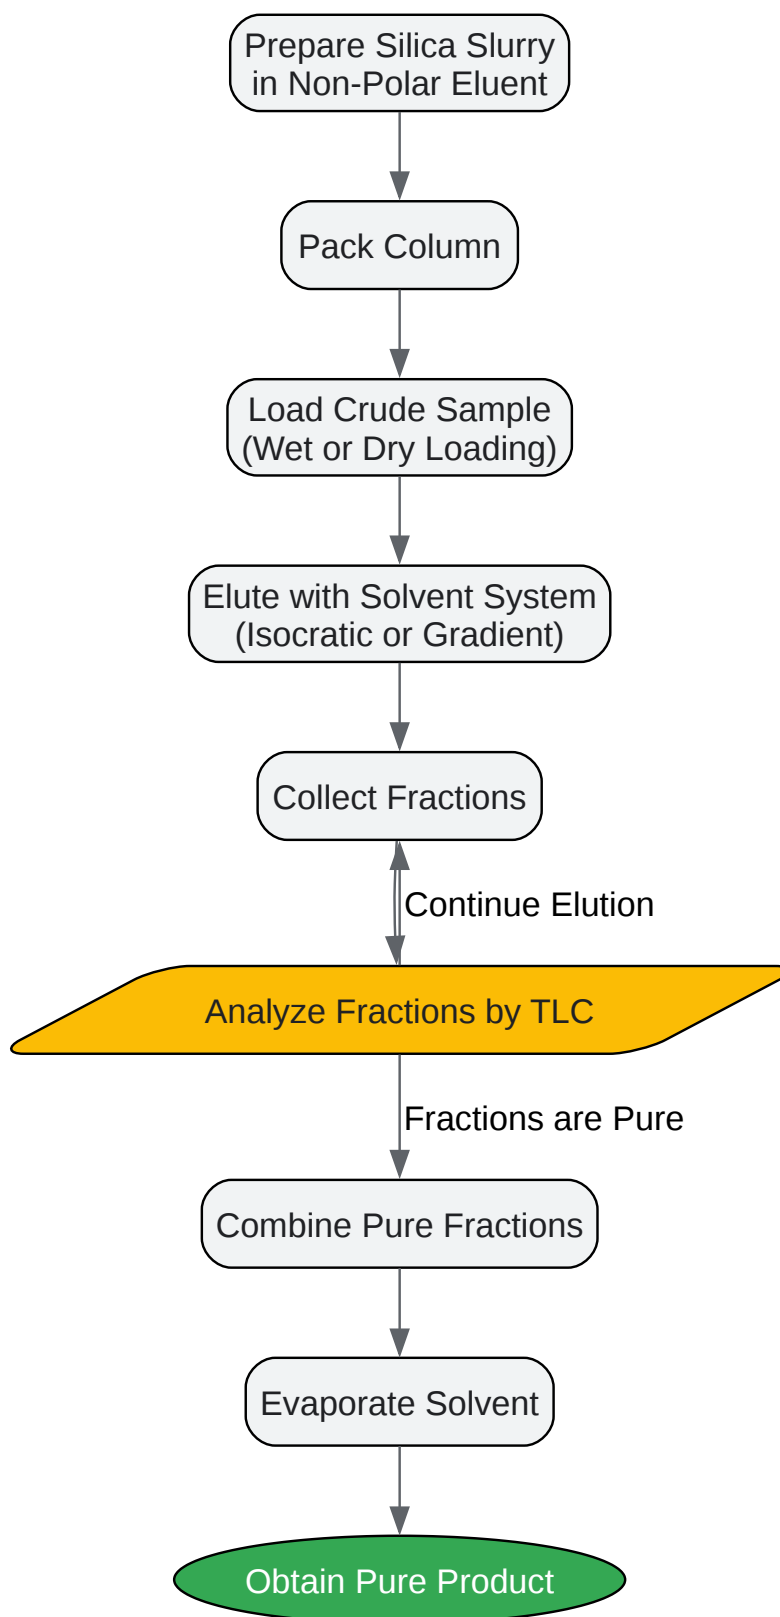 Prepare Silica Slurry
in Non-Polar Eluent
Pack Column
Load Crude Sample
(Wet or Dry Loading)
Elute with Solvent System
(Isocratic or Gradient)
Collect Fractions
Continue Elution
Analyze Fractions by TLC
Fractions are Pure
Combine Pure Fractions
Evaporate Solvent
Obtain Pure Product